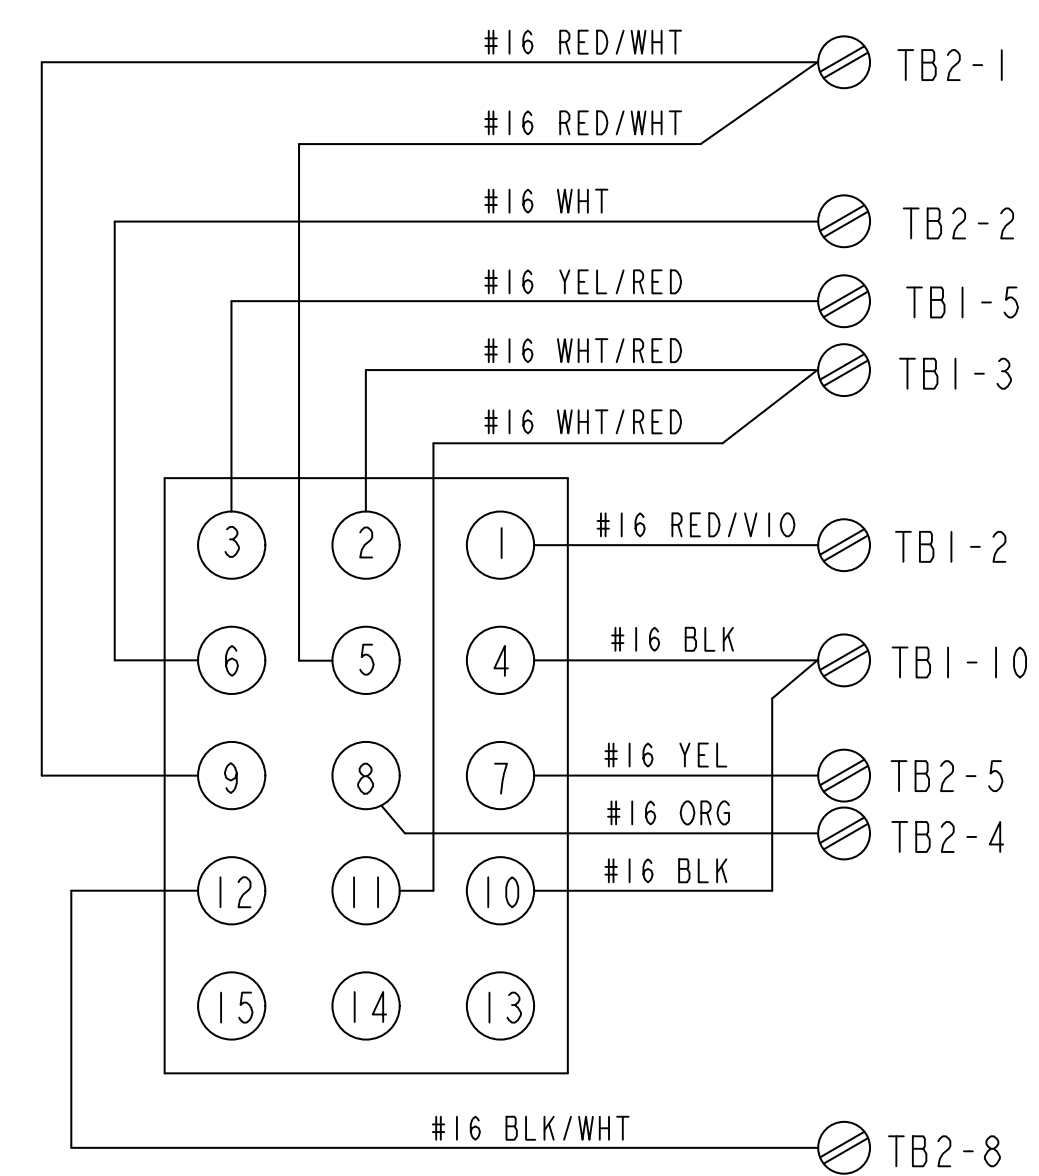 #16 RED/WHT
TB2-1
#16 RED/WHT
#16 WHT
TB2-2
#16 YEL/RED
TB1-5
#16 WHT/RED
TB1-3
#16 WHT/RED
3 2 1
#16 RED/VIO
TB1-2
6 5 4
#16 BLK
TB1-10
9 8 7
#16 YEL
TB2-5
#16 ORG
TB2-4
#16 BLK
12 11 10
15 14 13
#16 BLK/WHT
TB2-8